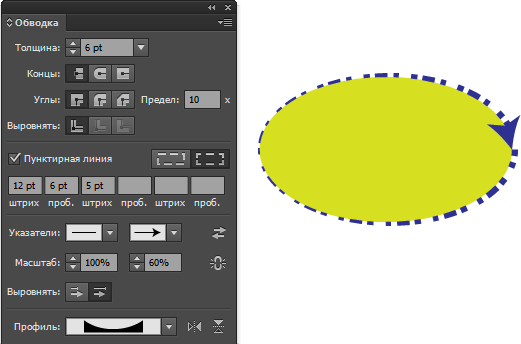 Обводка
Толщина: 6 pt
Концы:
Углы: Предел: 10 x
Выровнять:
Пунктирная линия
12 pt 6 pt 5 pt
штрих проб. штрих проб. штрих проб.
Указатели:
Масштаб: 100% 60%
Выровнять:
Профиль: